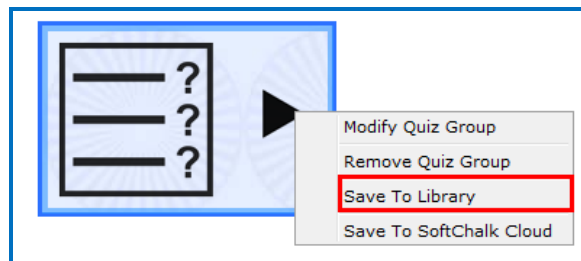 ?
?
?
Modify Quiz Group
Remove Quiz Group
Save To Library
Save To SoftChalk Cloud